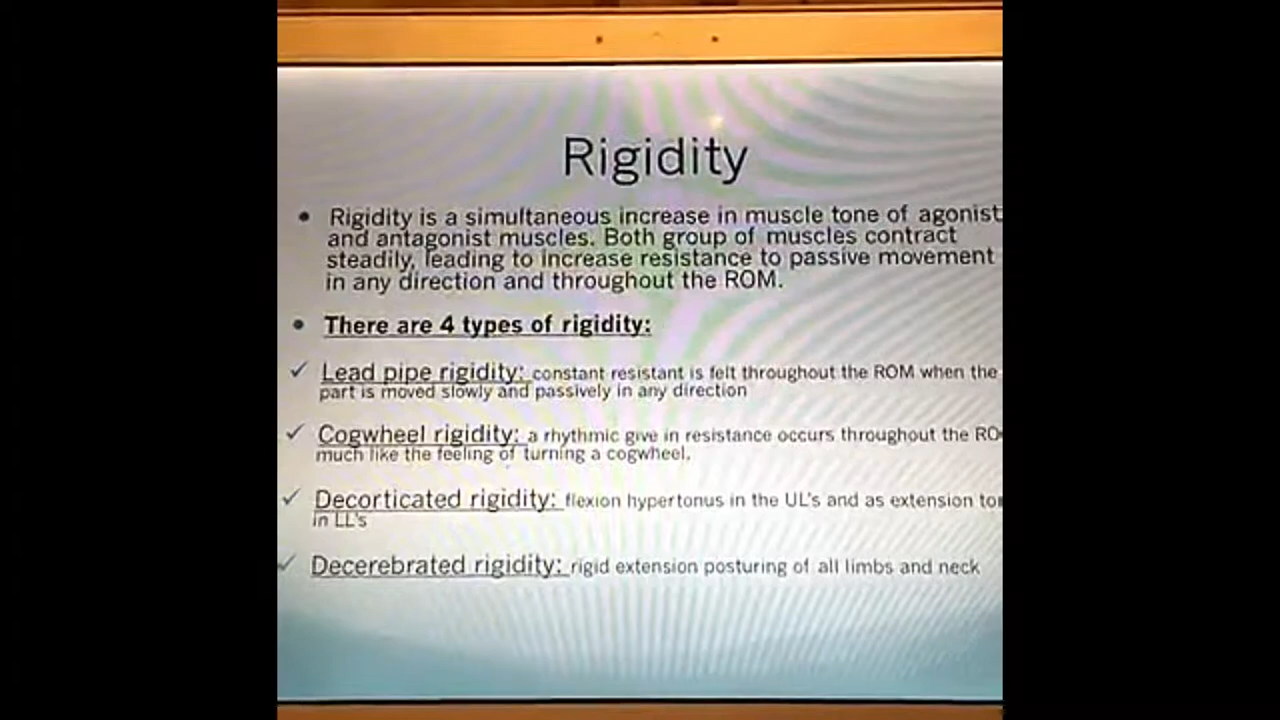 Rigidity
• Rigidity is a simultaneous increase in muscle tone of agonist
and antagonist muscles. Both group of muscles contract
steadily, leading to increase resistance to passive movement
in any direction and throughout the ROM.
• There are 4 types of rigidity:
✓ Lead pipe rigidity: constant resistant is felt throughout the ROM when the
part is moved slowly and passively in any direction
✓ Cogwheel rigidity: a rhythmic give in resistance occurs throughout the
much like the feeling of turning a cogwheel.
✓ Decorticated rigidity: flexion hypertonus in the UL's and as extension
in LL's
✓ Decerebrated rigidity: rigid extension posturing of all limbs and neck